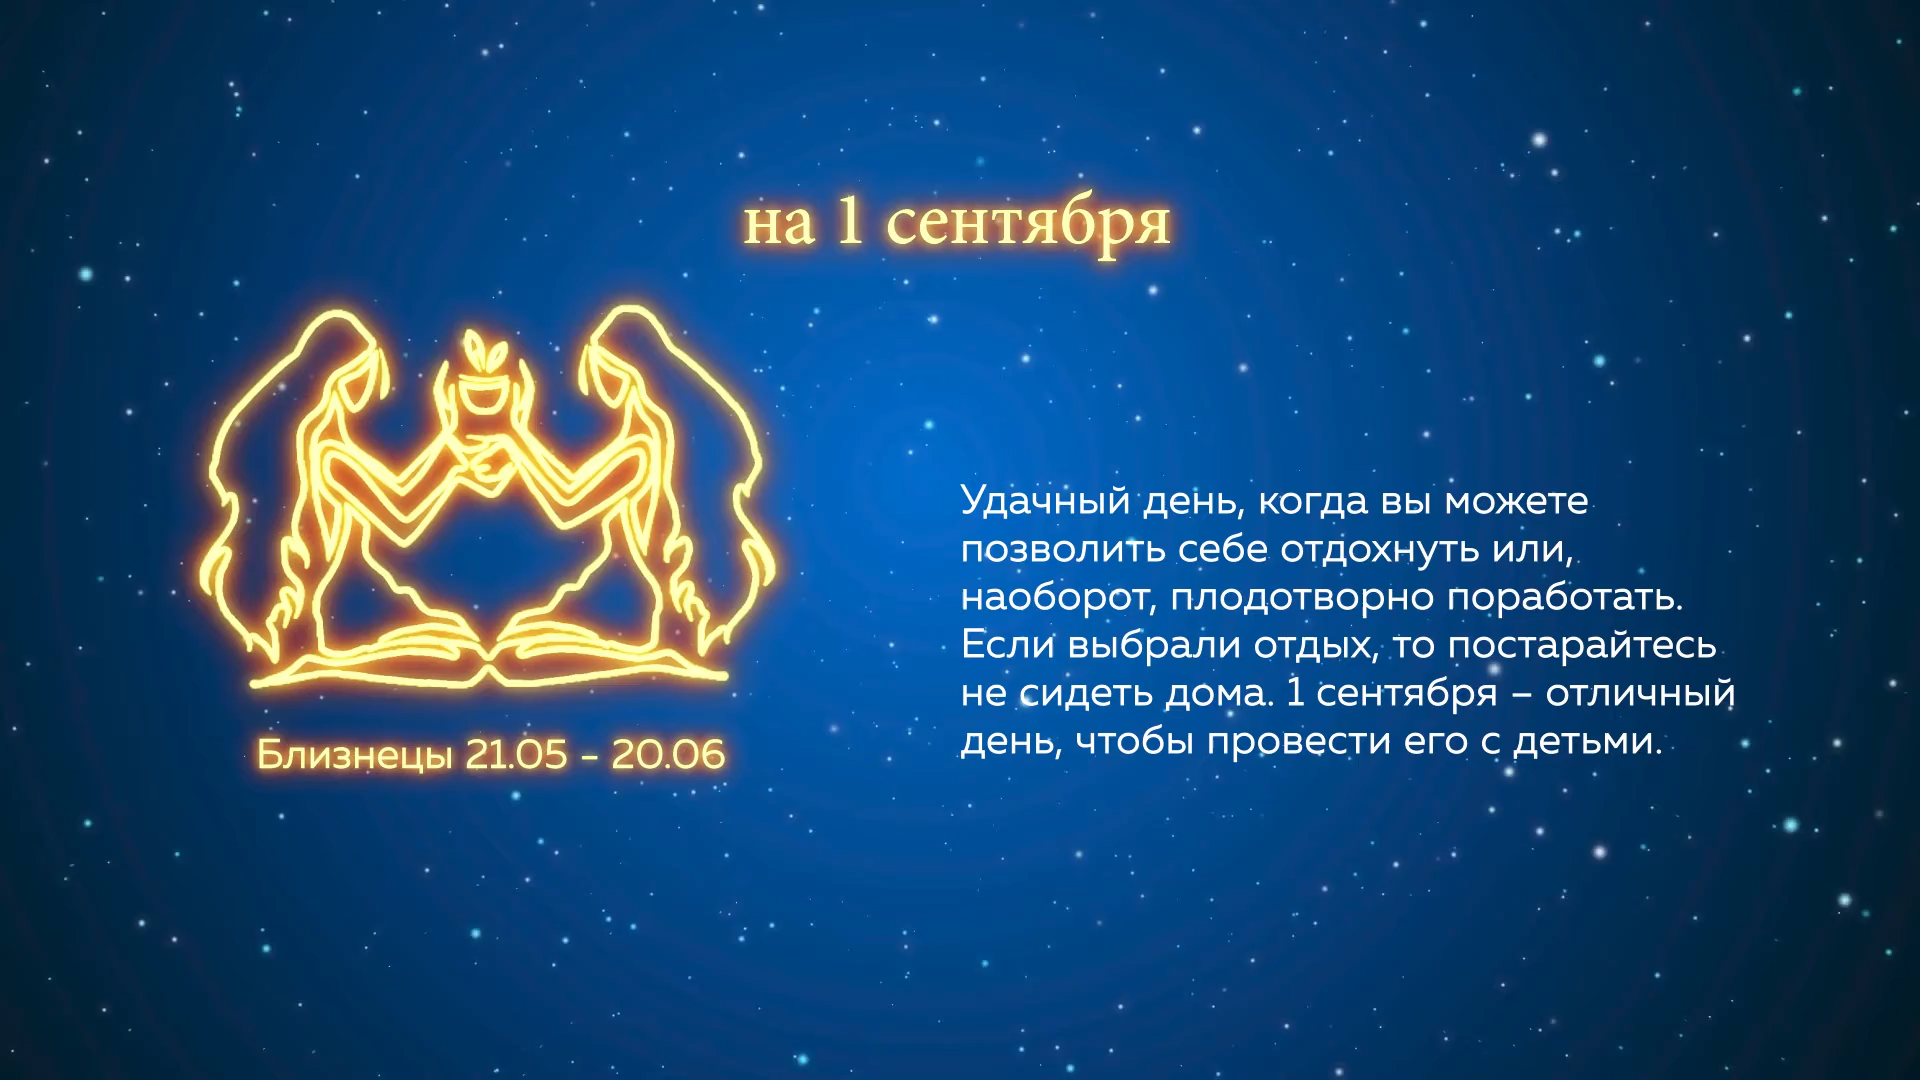 на 1 сентября
Удачный день, когда вы можете
позволить себе отдохнуть или,
наоборот, плодотворно поработать.
Если выбрали отдых, то постарайтесь
не сидеть дома. 1 сентября – отличный
день, чтобы провести его с детьми.
Близнецы 21.05 - 20.06